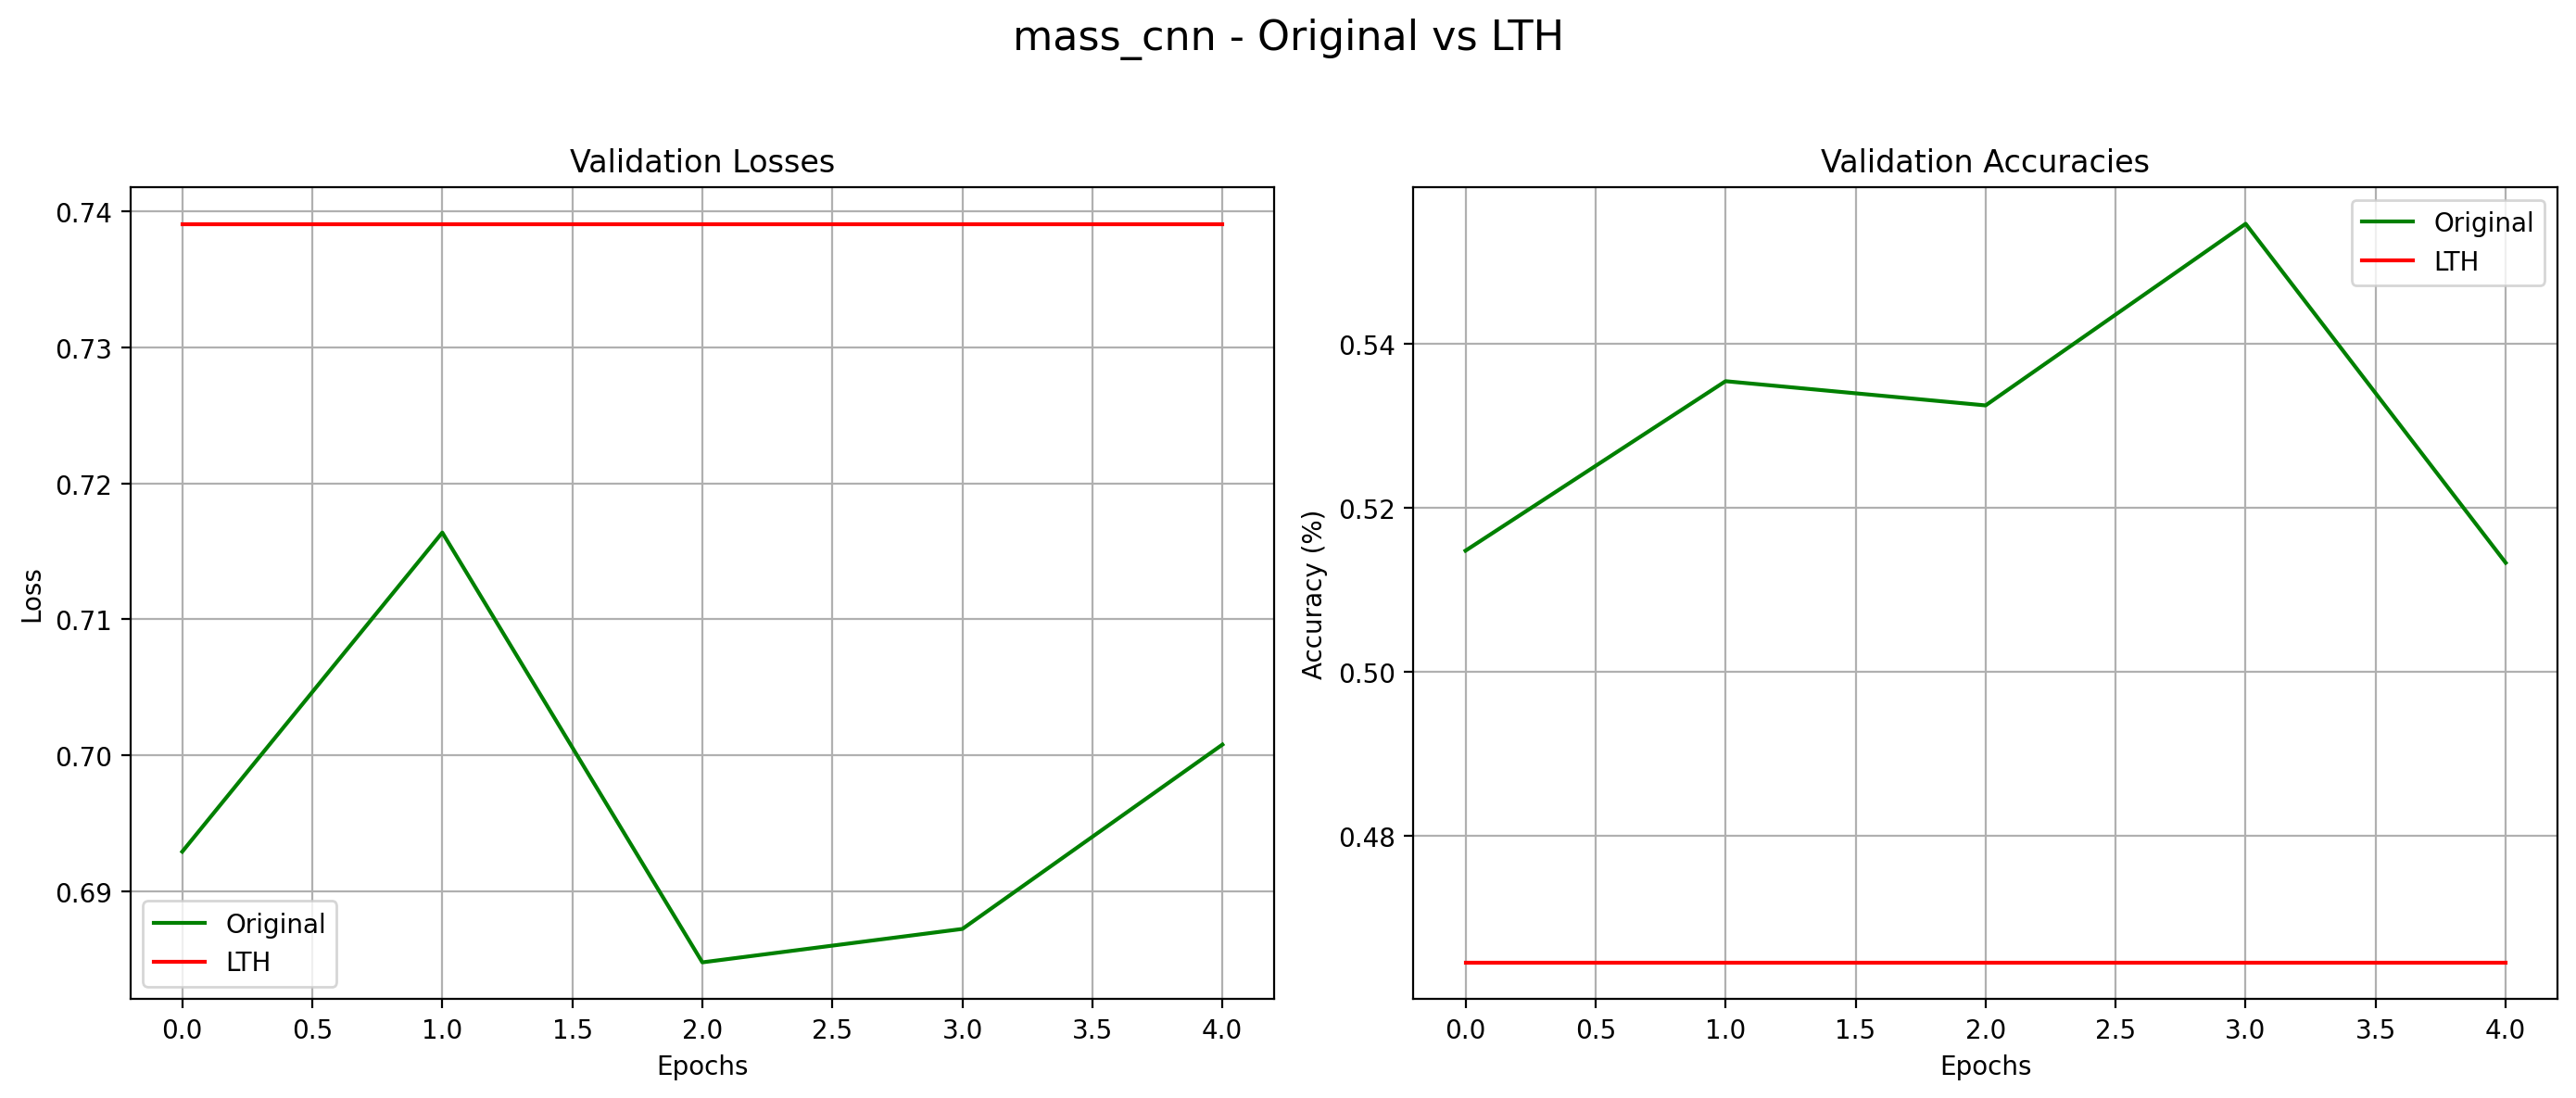 mass_cnn - Original vs LTH
Validation Losses
0.74
0.73
0.72
0.71
0.70
0.69
Loss
Original
LTH
0.0 0.5 1.0 1.5 2.0 2.5 3.0 3.5 4.0
Epochs
Validation Accuracies
Original
LTH
0.54
0.52
0.50
0.48
Accuracy (%)
0.0 0.5 1.0 1.5 2.0 2.5 3.0 3.5 4.0
Epochs